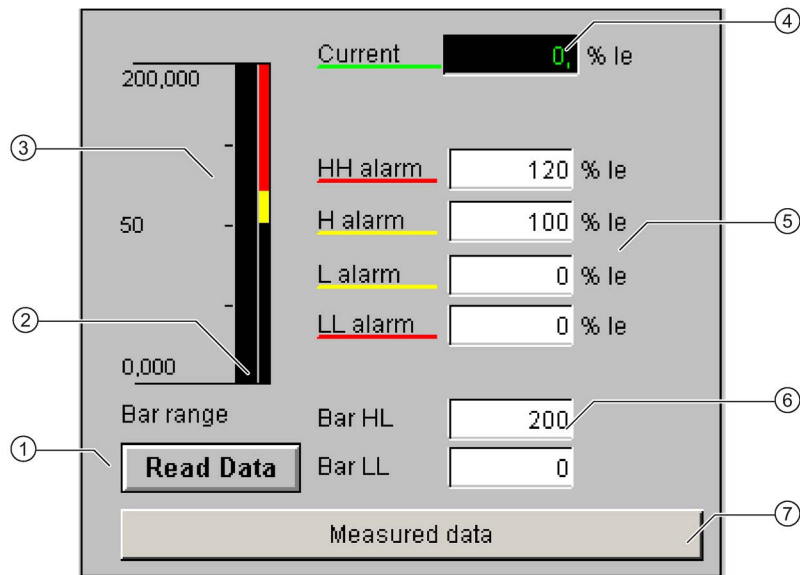 4
Current 0, % Ie
200,000
3
HH alarm 120 % Ie
H alarm 100 % Ie
50
5
L alarm 0 % Ie
2
LL alarm 0 % Ie
0,000
6
Bar range Bar HL 200
1
Read Data Bar LL 0
7
Measured data